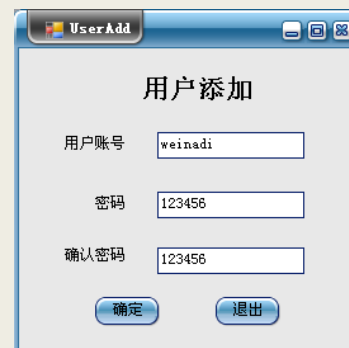 UserAdd
用户添加
用户账号 weinadi
密码 123456
确认密码 123456
确定 退出